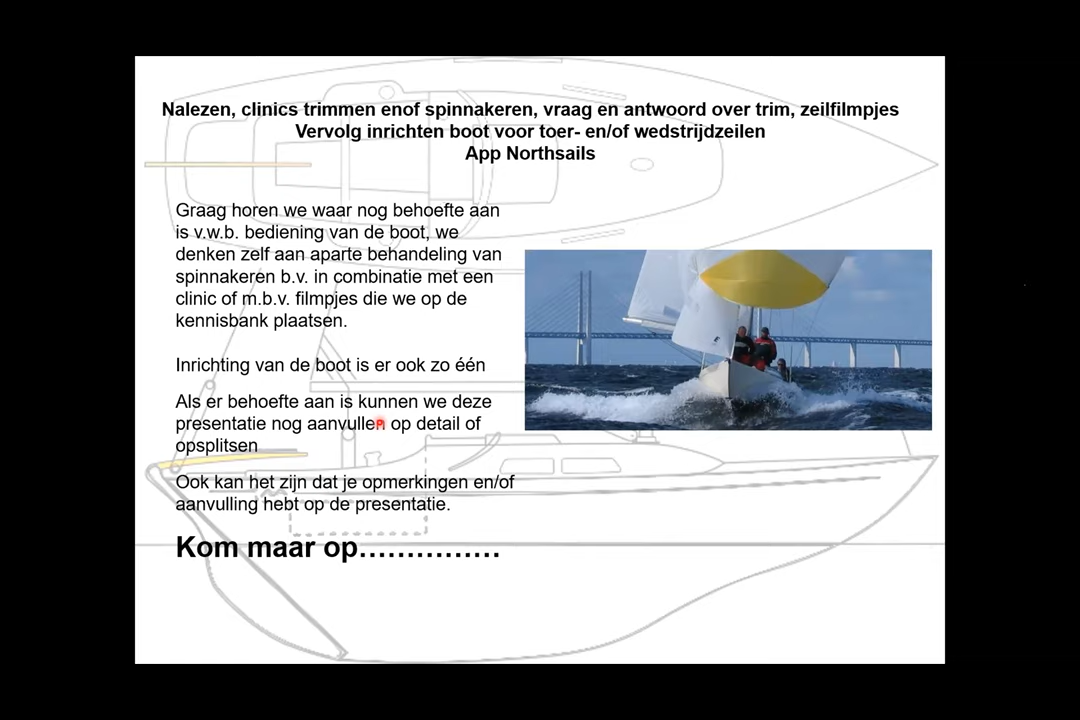 Nalezen, clinics trimmen enof spinnakeren, vraag en antwoord over trim, zeilfilmpjes
Vervolg inrichten boot voor toer- en/of wedstrijdzeilen
App Northsails
Graag horen we waar nog behoefte aan
is v.w.b. bediening van de boot, we
denken zelf aan aparte behandeling van
spinnakeren b.v. in combinatie met een
clinic of m.b.v. filmpjes die we op de
kennisbank plaatsen.
Inrichting van de boot is er ook zo één
Als er behoefte aan is kunnen we deze
presentatie nog aanvullen op detail of
opsplitsen
Ook kan het zijn dat je opmerkingen en/of
aanvulling hebt op de presentatie.
Kom maar op……………